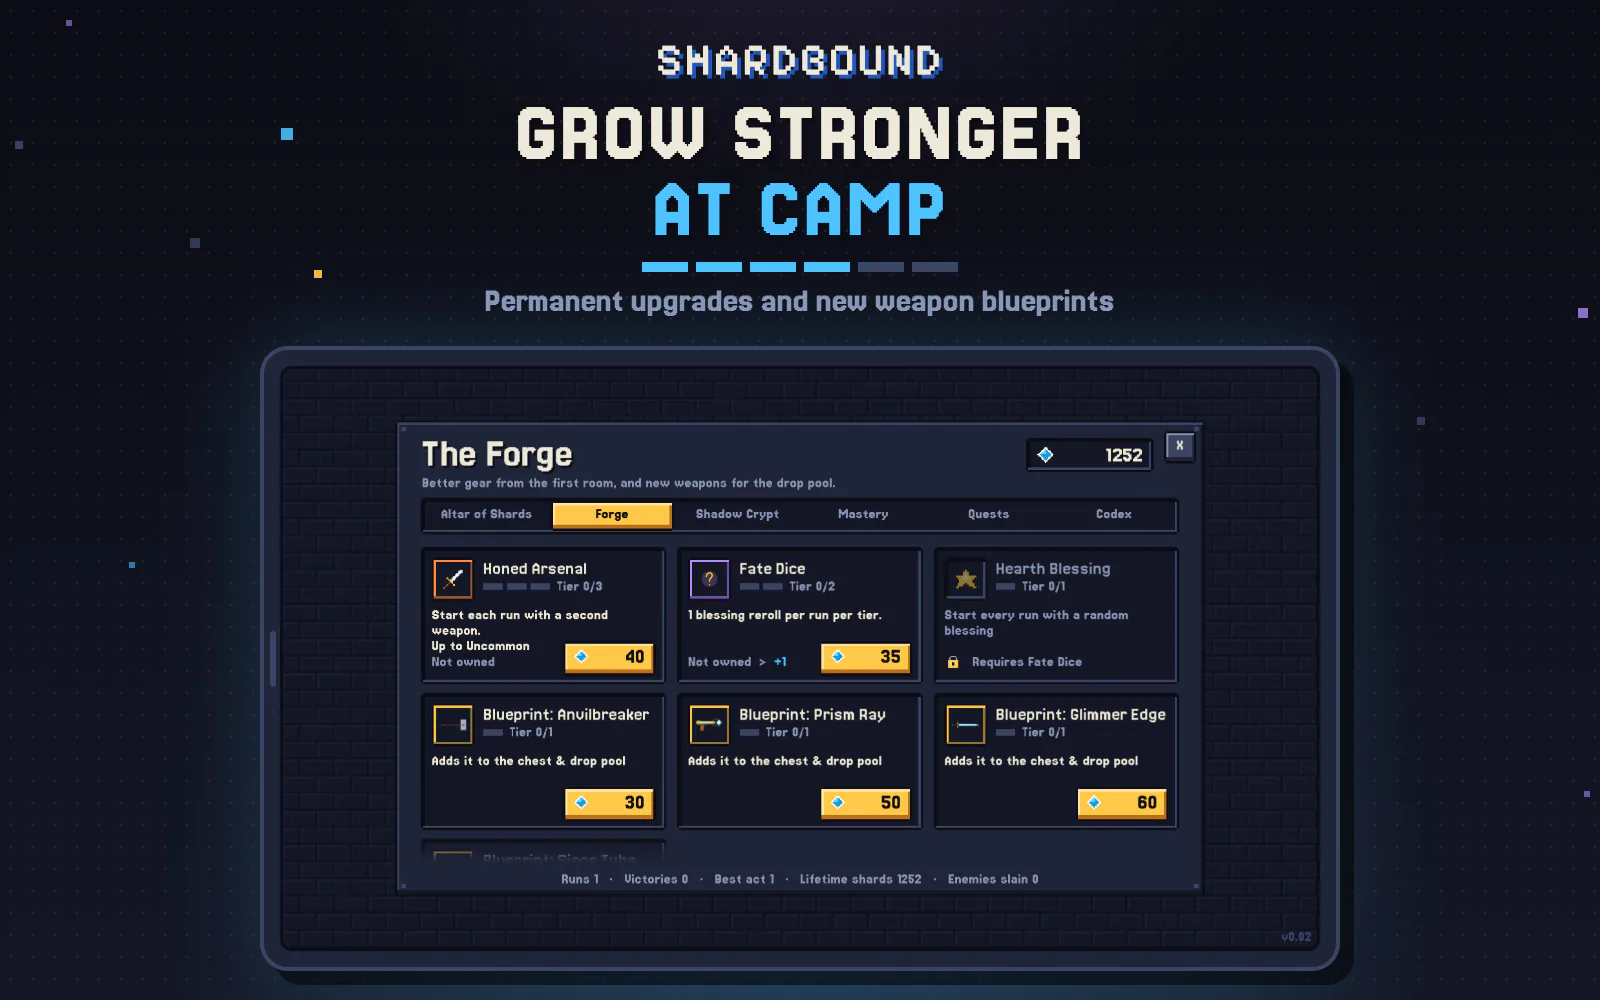 SHARDBOUND
GROW STRONGER
AT CAMP
Permanent upgrades and new weapon blueprints
The Forge
1252
x
Better gear from the first room, and new weapons for the drop pool.
Altar of Shards
Forge
Shadow Crypt
Mastery
Quests
Codex
Honed Arsenal
Tier 0/3
Start each run with a second
weapon.
Up to Uncommon
Not owned
40
Fate Dice
Tier 0/2
1 blessing reroll per run per tier.
Not owned > +1
35
Hearth Blessing
Tier 0/1
Start every run with a random
blessing
Requires Fate Dice
Blueprint: Anvilbreaker
Tier 0/1
Adds it to the chest & drop pool
30
Blueprint: Prism Ray
Tier 0/1
Adds it to the chest & drop pool
50
Blueprint: Glimmer Edge
Tier 0/1
Adds it to the chest & drop pool
60
Blueprint: Siege Tube
Runs 1 · Victories 0 · Best act 1 · Lifetime shards 1252 · Enemies slain 0
v0.02